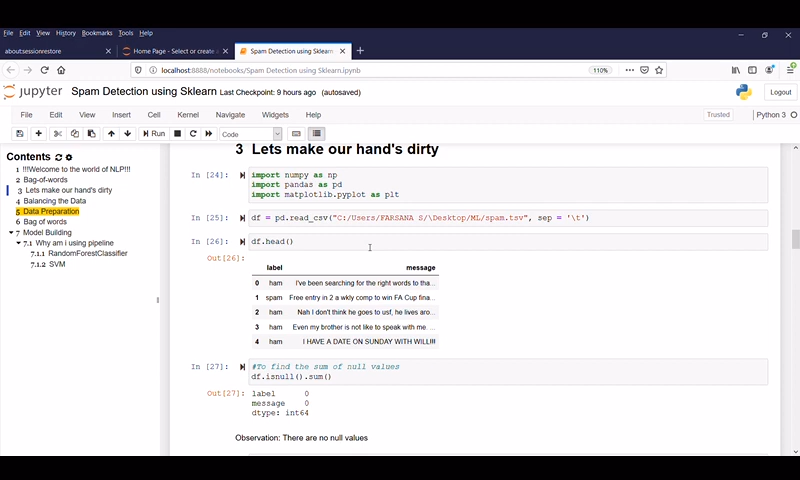 File Edit View History Bookmarks Tools Help
about:sessionrestore
Home Page - Select or create a
Spam Detection using Sklearn
localhost:8888/notebooks/Spam Detection using Sklearn.ipynb
110%
jupyter Spam Detection using Sklearn Last Checkpoint: 9 hours ago (autosaved)
Logout
File Edit View Insert Cell Kernel Navigate Widgets Help
Trusted Python 3
Run
Code
Contents
1 !!!Welcome to the world of NLP!!!
2 Bag-of-words
3 Lets make our hand's dirty
4 Balancing the Data
5 Data Preparation
6 Bag of words
7 Model Building
7.1 Why am i using pipeline
7.1.1 RandomForestClassifier
7.1.2 SVM
3 Lets make our hand's dirty
In [24]: import numpy as np
import pandas as pd
import matplotlib.pyplot as plt
In [25]: df = pd.read_csv("C:/Users/FARSANA S/\Desktop/ML/spam.tsv", sep = '\t')
In [26]: df.head()
Out[26]:
label message
0 ham I've been searching for the right words to tha...
1 spam Free entry in 2 a wkly comp to win FA Cup fina...
2 ham Nah I don't think he goes to usf, he lives aro...
3 ham Even my brother is not like to speak with me. ...
4 ham I HAVE A DATE ON SUNDAY WITH WILL!!!
In [27]: #To find the sum of null values
df.isnull().sum()
Out[27]: label 0
message 0
dtype: int64
Observation: There are no null values